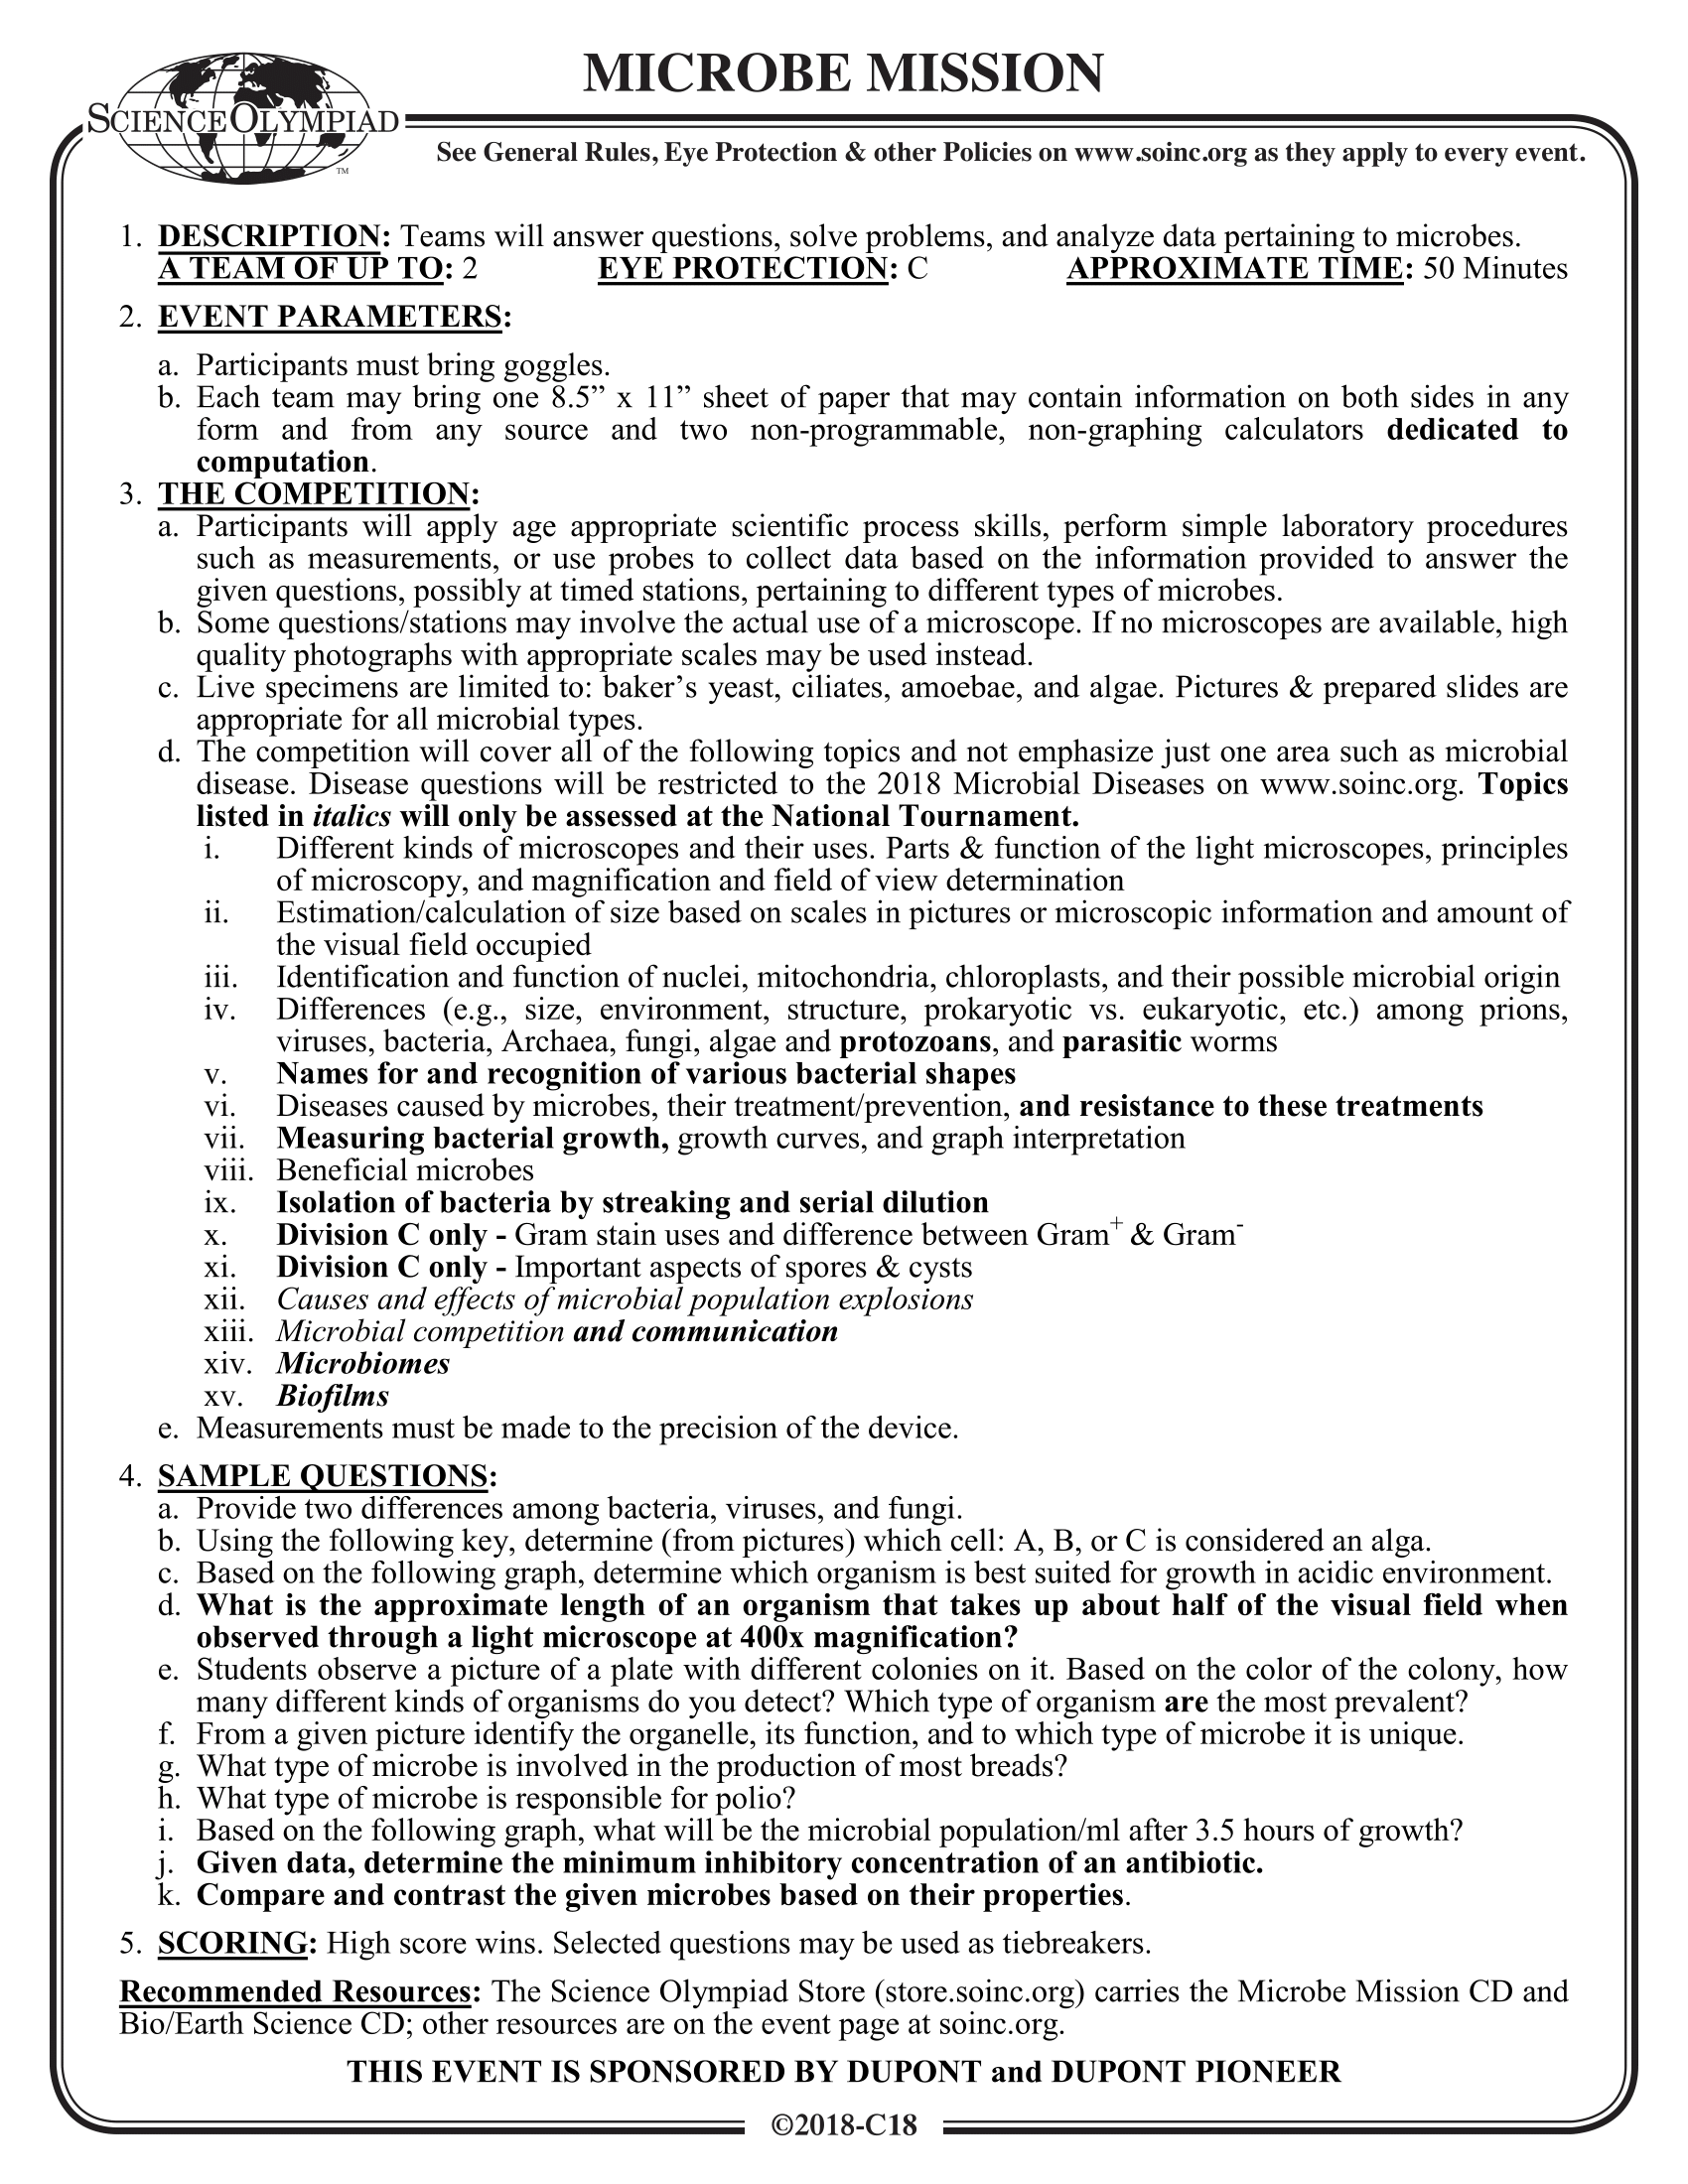 MICROBE MISSION
SCIENCE OLYMPIAD
TM
See General Rules, Eye Protection & other Policies on www.soinc.org as they apply to every event.
1. DESCRIPTION: Teams will answer questions, solve problems, and analyze data pertaining to microbes.
A TEAM OF UP TO: 2 EYE PROTECTION: C APPROXIMATE TIME: 50 Minutes
2. EVENT PARAMETERS:
a. Participants must bring goggles.
b. Each team may bring one 8.5” x 11” sheet of paper that may contain information on both sides in any
form and from any source and two non-programmable, non-graphing calculators dedicated to
computation.
3. THE COMPETITION:
a. Participants will apply age appropriate scientific process skills, perform simple laboratory procedures
such as measurements, or use probes to collect data based on the information provided to answer the
given questions, possibly at timed stations, pertaining to different types of microbes.
b. Some questions/stations may involve the actual use of a microscope. If no microscopes are available, high
quality photographs with appropriate scales may be used instead.
c. Live specimens are limited to: baker’s yeast, ciliates, amoebae, and algae. Pictures & prepared slides are
appropriate for all microbial types.
d. The competition will cover all of the following topics and not emphasize just one area such as microbial
disease. Disease questions will be restricted to the 2018 Microbial Diseases on www.soinc.org. Topics
listed in italics will only be assessed at the National Tournament.
i. Different kinds of microscopes and their uses. Parts & function of the light microscopes, principles
of microscopy, and magnification and field of view determination
ii. Estimation/calculation of size based on scales in pictures or microscopic information and amount of
the visual field occupied
iii. Identification and function of nuclei, mitochondria, chloroplasts, and their possible microbial origin
iv. Differences (e.g., size, environment, structure, prokaryotic vs. eukaryotic, etc.) among prions,
viruses, bacteria, Archaea, fungi, algae and protozoans, and parasitic worms
v. Names for and recognition of various bacterial shapes
vi. Diseases caused by microbes, their treatment/prevention, and resistance to these treatments
vii. Measuring bacterial growth, growth curves, and graph interpretation
viii. Beneficial microbes
ix. Isolation of bacteria by streaking and serial dilution
x. Division C only - Gram stain uses and difference between Gram+ & Gram-
xi. Division C only - Important aspects of spores & cysts
xii. Causes and effects of microbial population explosions
xiii. Microbial competition and communication
xiv. Microbiomes
xv. Biofilms
e. Measurements must be made to the precision of the device.
4. SAMPLE QUESTIONS:
a. Provide two differences among bacteria, viruses, and fungi.
b. Using the following key, determine (from pictures) which cell: A, B, or C is considered an alga.
c. Based on the following graph, determine which organism is best suited for growth in acidic environment.
d. What is the approximate length of an organism that takes up about half of the visual field when
observed through a light microscope at 400x magnification?
e. Students observe a picture of a plate with different colonies on it. Based on the color of the colony, how
many different kinds of organisms do you detect? Which type of organism are the most prevalent?
f. From a given picture identify the organelle, its function, and to which type of microbe it is unique.
g. What type of microbe is involved in the production of most breads?
h. What type of microbe is responsible for polio?
i. Based on the following graph, what will be the microbial population/ml after 3.5 hours of growth?
j. Given data, determine the minimum inhibitory concentration of an antibiotic.
k. Compare and contrast the given microbes based on their properties.
5. SCORING: High score wins. Selected questions may be used as tiebreakers.
Recommended Resources: The Science Olympiad Store (store.soinc.org) carries the Microbe Mission CD and
Bio/Earth Science CD; other resources are on the event page at soinc.org.
THIS EVENT IS SPONSORED BY DUPONT and DUPONT PIONEER
©2018-C18